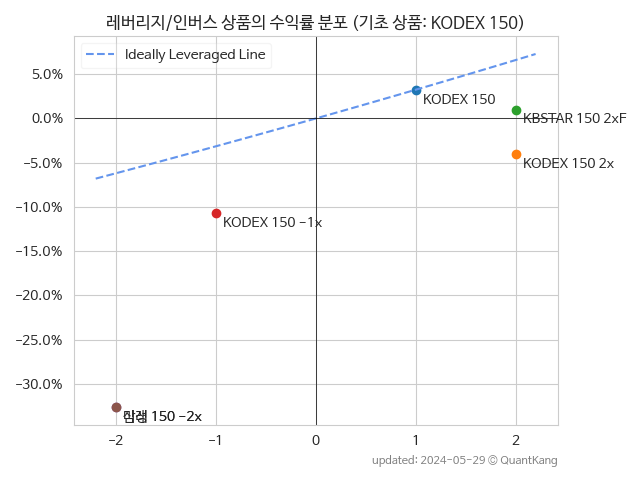 레버리지/인버스 상품의 수익률 분포 (기초 상품: KODEX 150)
Ideally Leveraged Line
5.0%
0.0%
−5.0%
−10.0%
−15.0%
−20.0%
−25.0%
−30.0%
KODEX 150
KBSTAR 150 2xF
KODEX 150 2x
KODEX 150 −1x
150 −2x
−2
−1
0
1
2
updated: 2024-05-29 © QuantKang